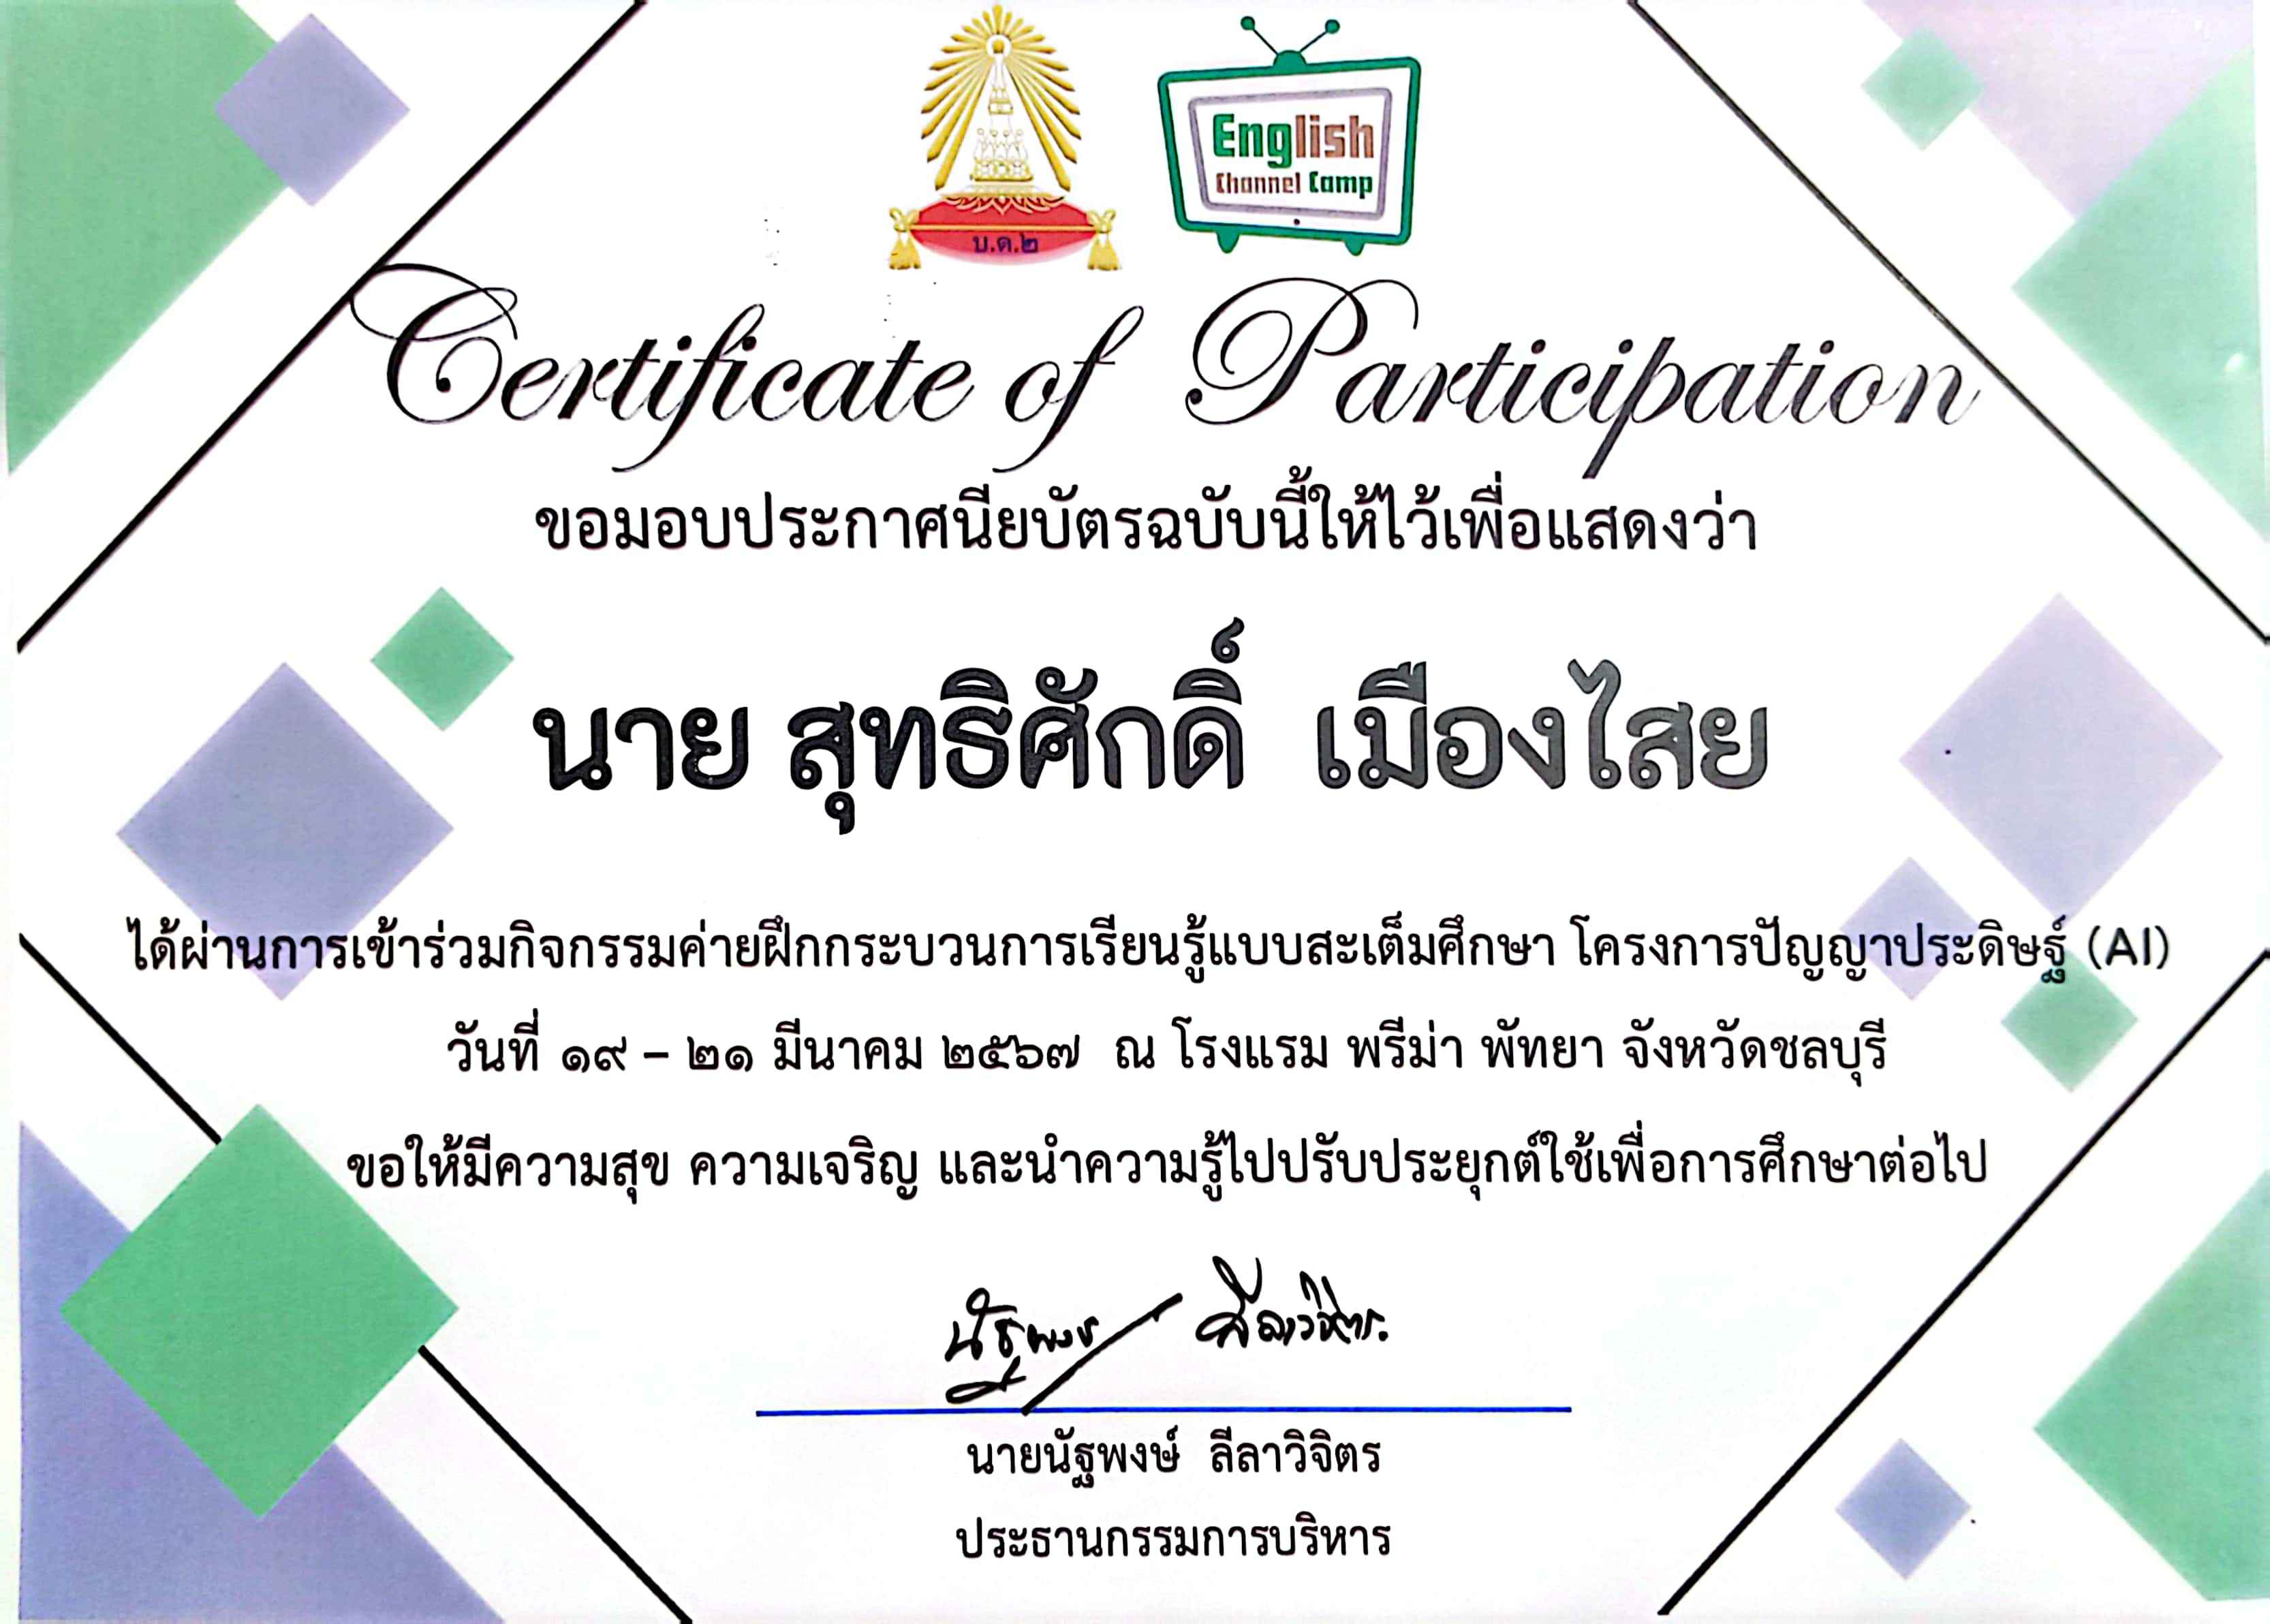 บ.ด.๒
English
Channel Camp
Certificate of Participation
ขอมอบประกาศนียบัตรฉบับนี้ให้ไว้เพื่อแสดงว่า
นาย สุทธิศักดิ์ เมืองไสย
ได้ผ่านการเข้าร่วมกิจกรรมค่ายฝึกกระบวนการเรียนรู้แบบสะเต็มศึกษา โครงการปัญญาประดิษฐ์ (AI)
วันที่ ๑๙ – ๒๑ มีนาคม ๒๕๖๗ ณ โรงแรม พรีม่า พัทยา จังหวัดชลบุรี
ขอให้มีความสุข ความเจริญ และนำความรู้ไปปรับประยุกต์ใช้เพื่อการศึกษาต่อไป
นัฐพงษ์ ลีลาวิจิตร
นายนัฐพงษ์ ลีลาวิจิตร
ประธานกรรมการบริหาร